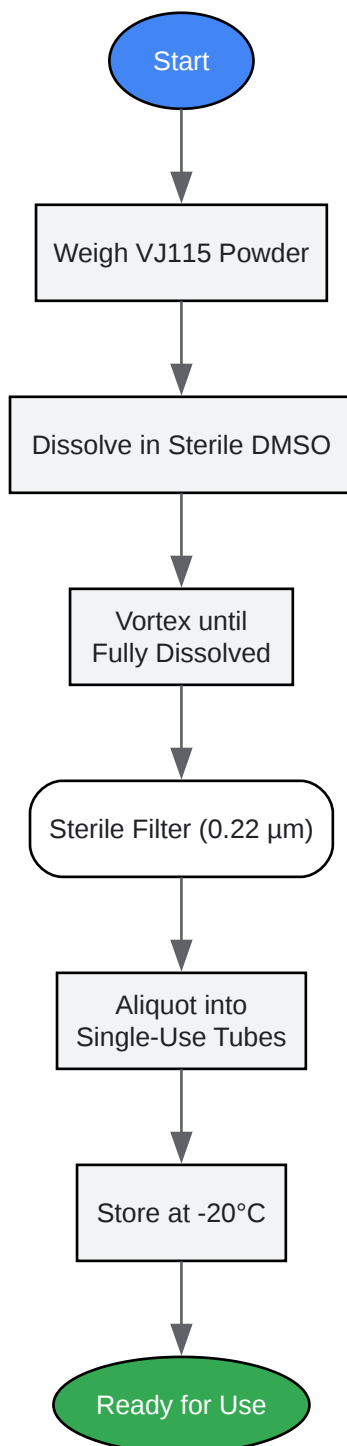 Start
Weigh VJ115 Powder
Dissolve in Sterile DMSO
Vortex until
Fully Dissolved
Sterile Filter (0.22 µm)
Aliquot into
Single-Use Tubes
Store at -20°C
Ready for Use